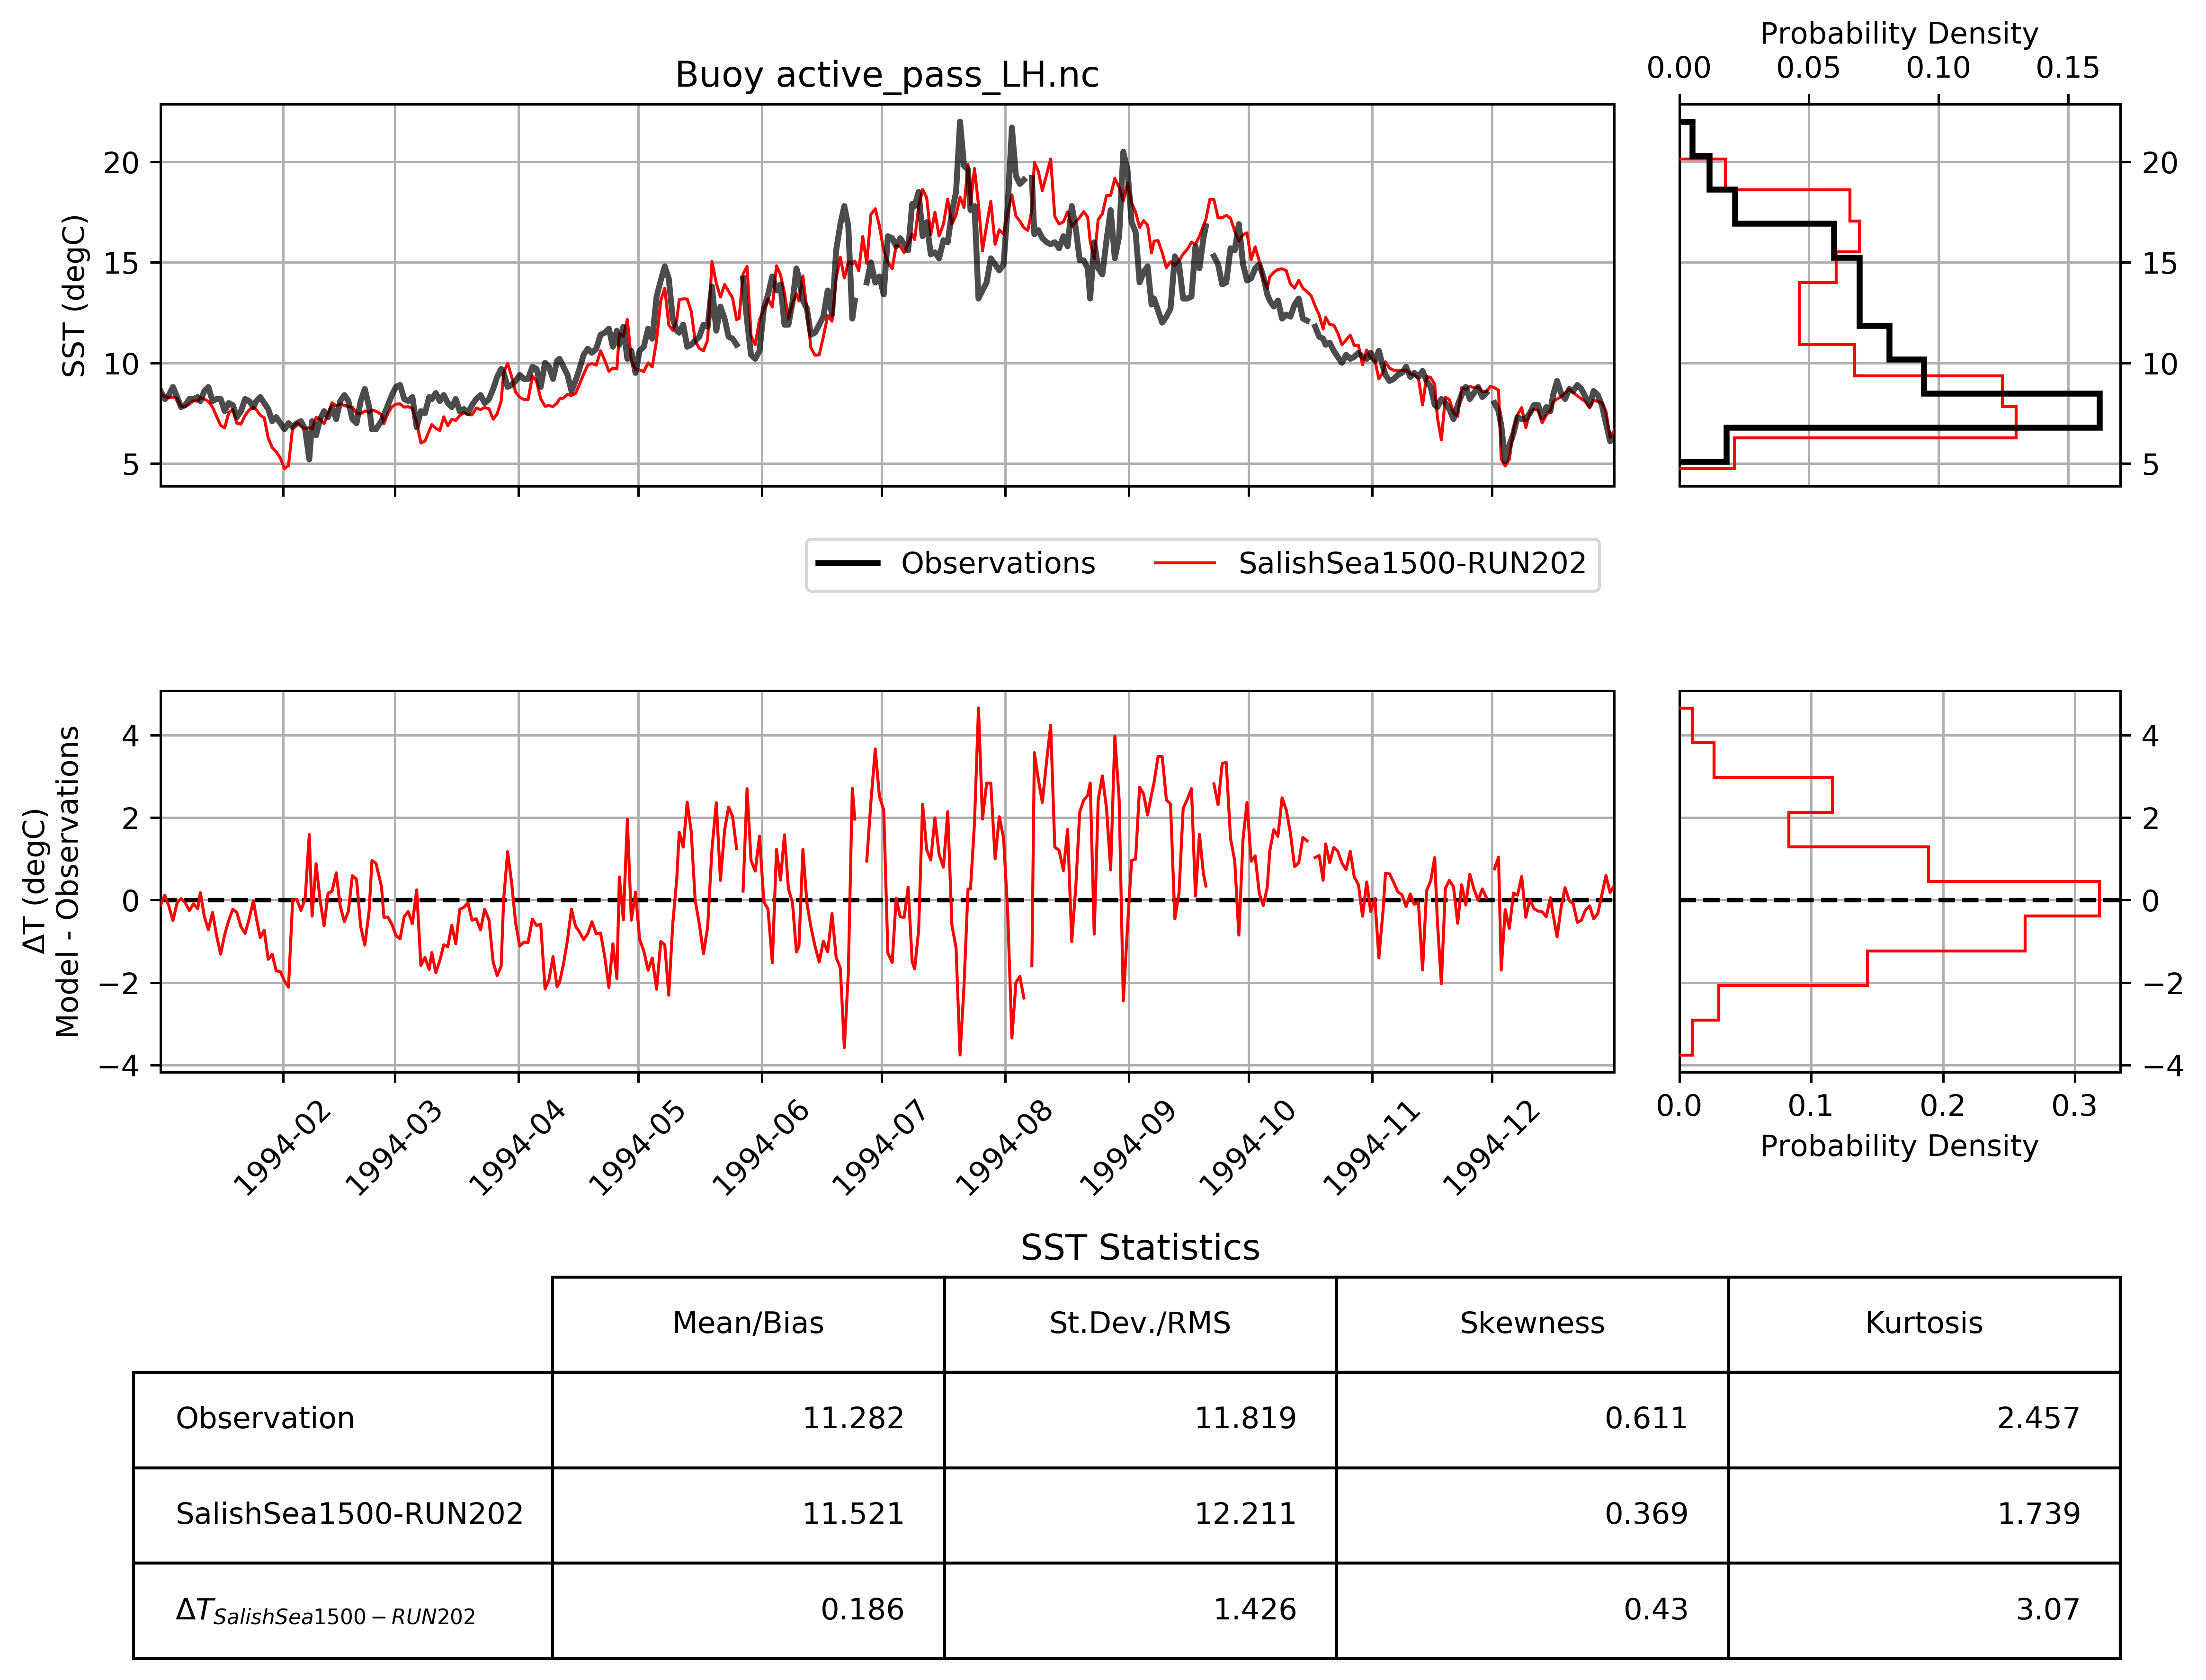 Probability Density
0.00 0.05 0.10 0.15
Buoy active_pass_LH.nc
SST (degC)
20
15
10
5
20
15
10
5
Observations SalishSea1500-RUN202
ΔT (degC)
Model - Observations
4
2
0
−2
−4
4
2
0
−2
−4
1994-02 1994-03 1994-04 1994-05 1994-06 1994-07 1994-08 1994-09 1994-10 1994-11 1994-12
0.0 0.1 0.2 0.3
Probability Density
SST Statistics
Mean/Bias St.Dev./RMS Skewness Kurtosis
Observation 11.282 11.819 0.611 2.457
SalishSea1500-RUN202 11.521 12.211 0.369 1.739
ΔT SalishSea1500−RUN202 0.186 1.426 0.43 3.07